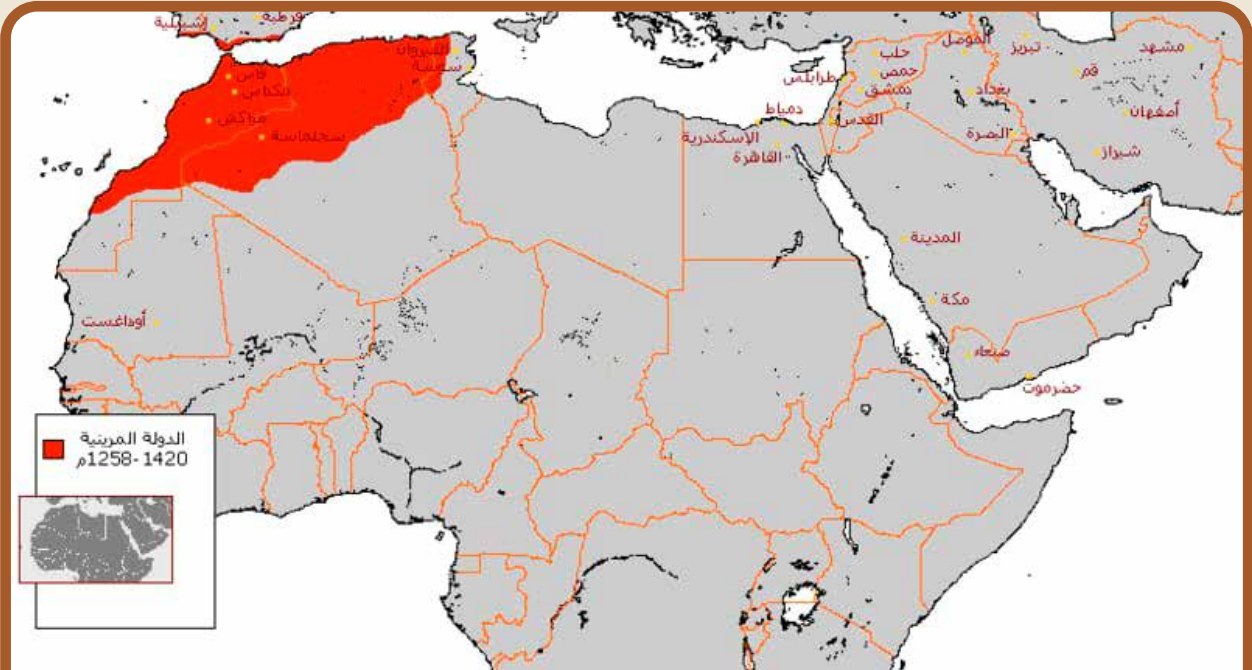 إشبيلية
قرطبة
القيروان
فاس
مكناس
مراكش
سجلماسة
الموصل
تبريز
مشهد
حلب
قم
حمص
طرابلس
دمشق
بغداد
أصفهان
دمياط
القدس
الإسكندرية
البصرة
القاهرة
شيراز
المدينة
مكة
أوداغست
صنعاء
حضرموت
الدولة المرينية
1258-1420م